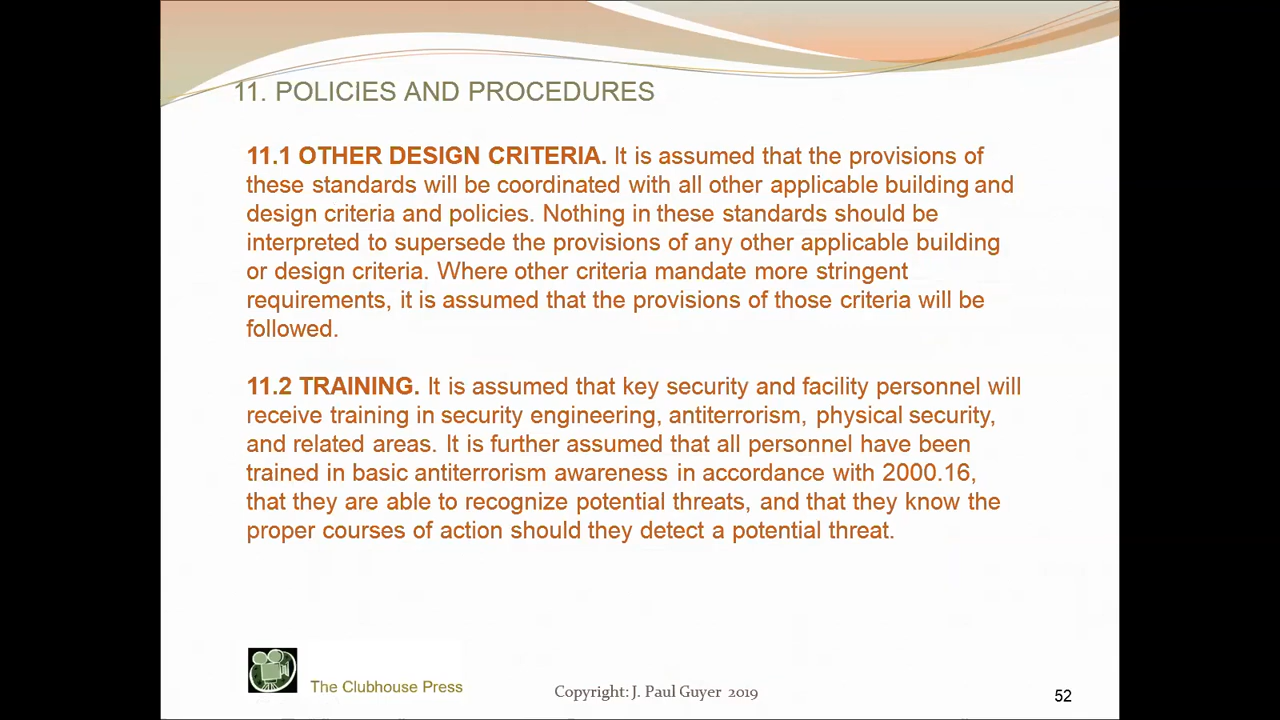 11. POLICIES AND PROCEDURES
11.1 OTHER DESIGN CRITERIA. It is assumed that the provisions of
these standards will be coordinated with all other applicable building and
design criteria and policies. Nothing in these standards should be
interpreted to supersede the provisions of any other applicable building
or design criteria. Where other criteria mandate more stringent
requirements, it is assumed that the provisions of those criteria will be
followed.
11.2 TRAINING. It is assumed that key security and facility personnel will
receive training in security engineering, antiterrorism, physical security,
and related areas. It is further assumed that all personnel have been
trained in basic antiterrorism awareness in accordance with 2000.16,
that they are able to recognize potential threats, and that they know the
proper courses of action should they detect a potential threat.
The Clubhouse Press
Copyright: J. Paul Guyer 2019
52